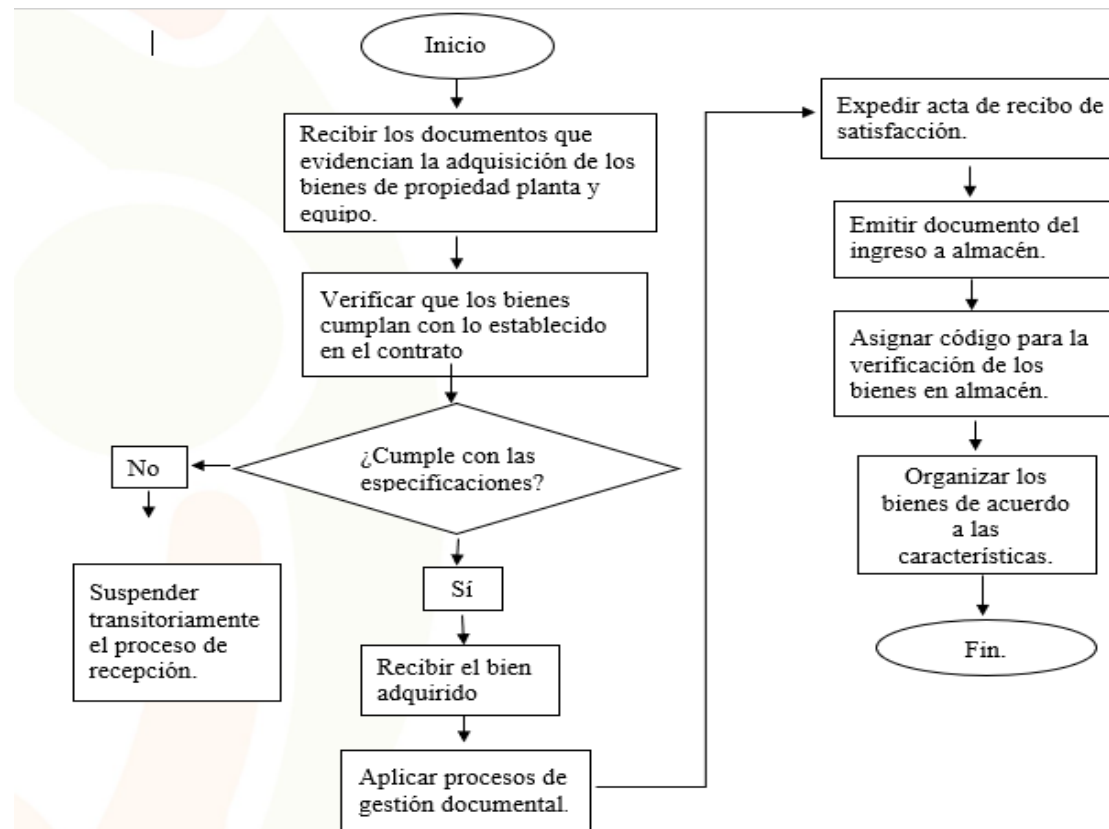 Inicio
Recibir los documentos que
evidencian la adquisición de los
bienes de propiedad planta y
equipo.
Verificar que los bienes
cumplan con lo establecido
en el contrato
¿Cumple con las
especificaciones?
No
Suspender
transitoriamente
el proceso de
recepción.
Sí
Recibir el bien
adquirido
Aplicar procesos de
gestión documental.
Expedir acta de recibo de
satisfacción.
Emitir documento del
ingreso a almacén.
Asignar código para la
verificación de los
bienes en almacén.
Organizar los
bienes de acuerdo
a las
características.
Fin.